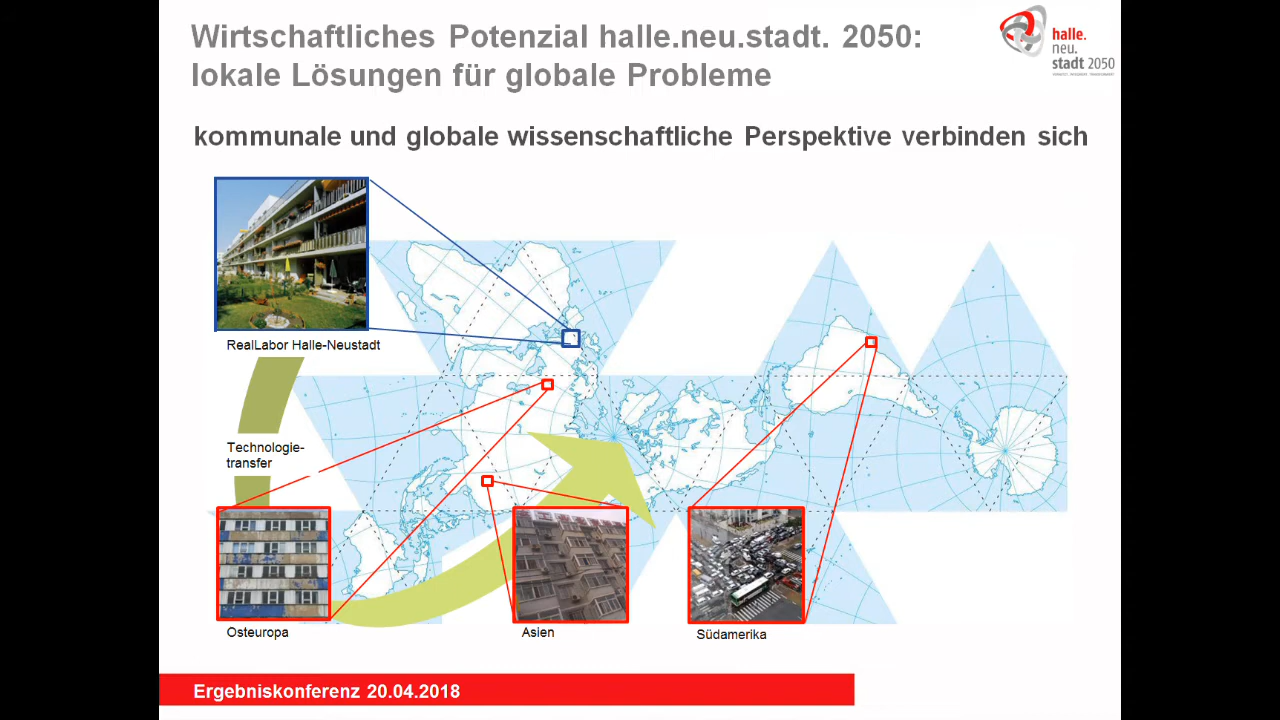 Wirtschaftliches Potenzial halle.neu.stadt. 2050:
lokale Lösungen für globale Probleme
halle.
neu.
stadt 2050
kommunale und globale wissenschaftliche Perspektive verbinden sich
RealLabor Halle-Neustadt
Technologie-
transfer
Osteuropa
Asien
Südamerika
Ergebniskonferenz 20.04.2018